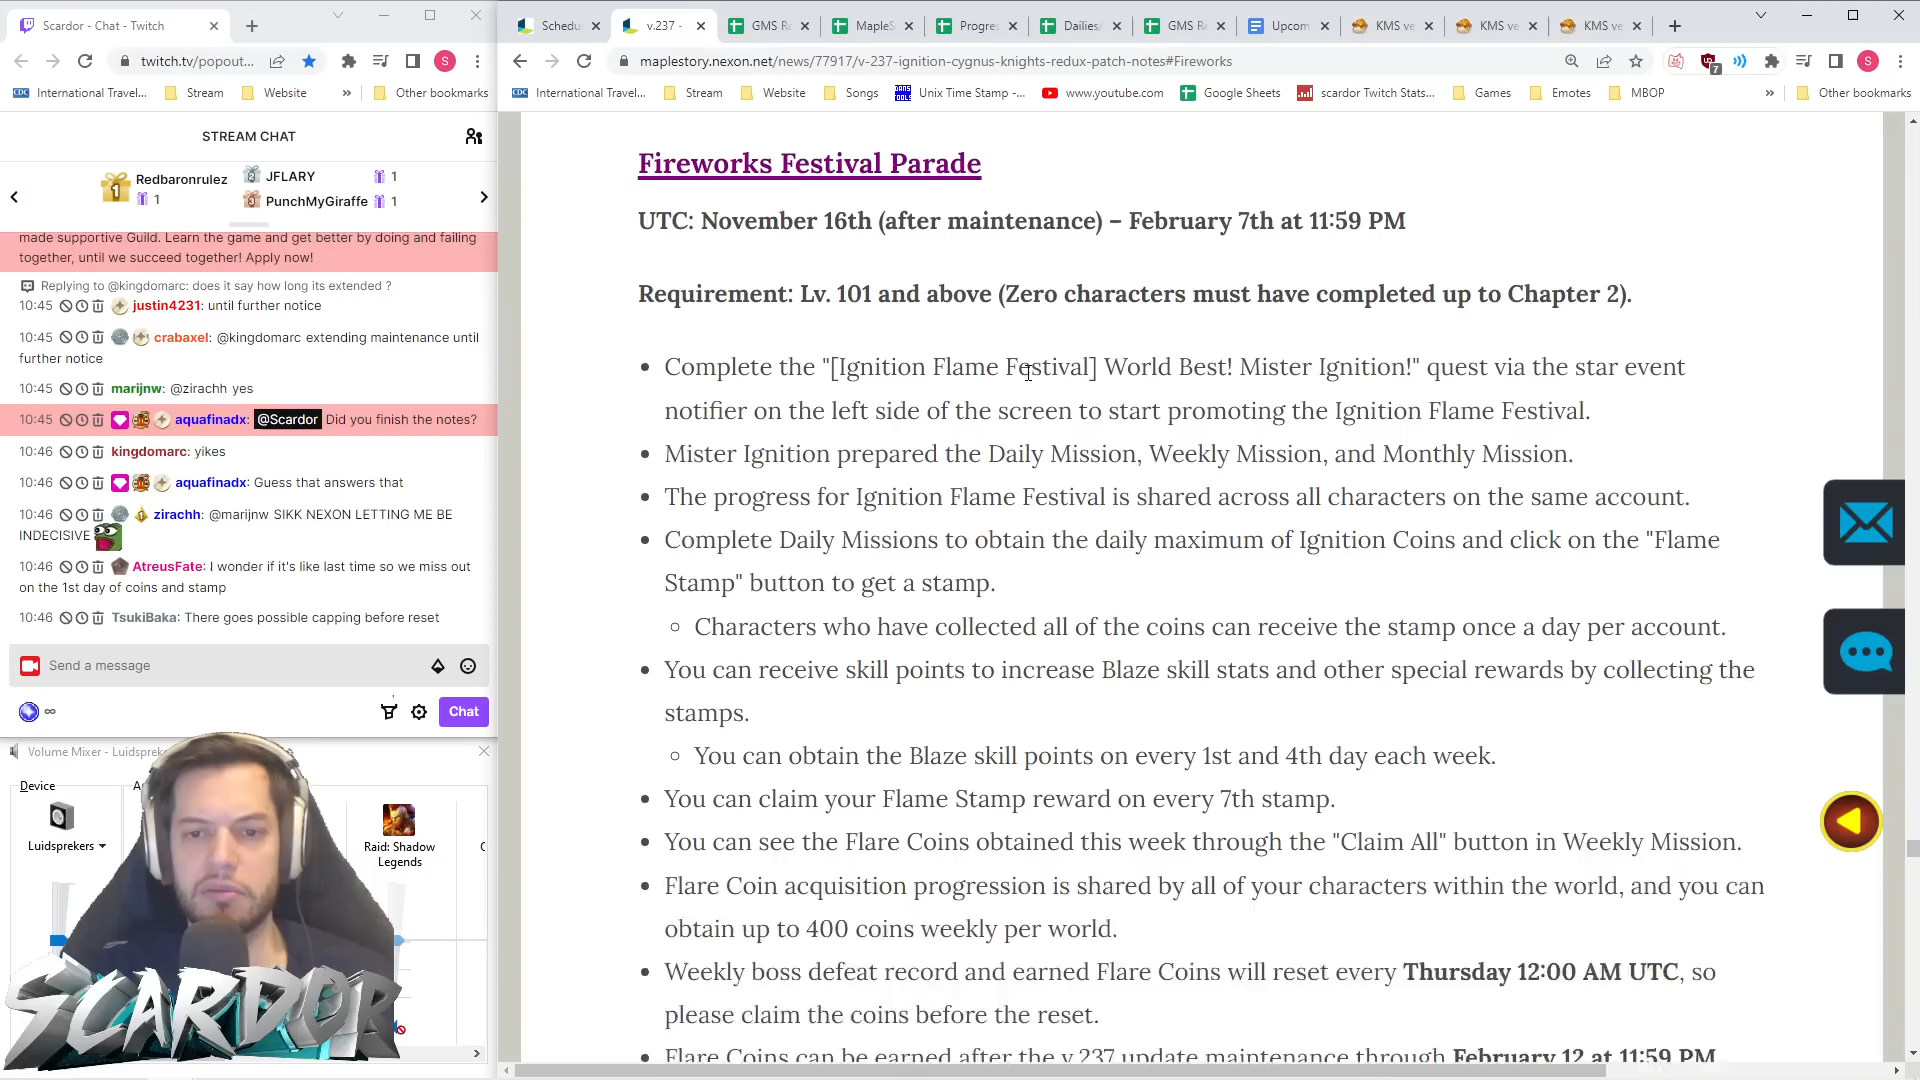 Scardor - Chat - Twitch
twitch.tv/popout...
S
CDC International Travel...
Stream
Website
»
Other bookmarks
STREAM CHAT
1
Redbaronrulez
1
2 JFLARY 1
3 PunchMyGiraffe 1
made supportive Guild. Learn the game and get better by doing and failing
together, until we succeed together! Apply now!
Replying to @kingdomarc: does it say how long its extended ?
10:45 justin4231: until further notice
10:45 crabaxel: @kingdomarc extending maintenance until
further notice
10:45 marijnw: @zirachh yes
10:45 aquafinadx: @Scardor Did you finish the notes?
10:46 kingdomarc: yikes
10:46 aquafinadx: Guess that answers that
10:46 zirachh: @marijnw SIKK NEXON LETTING ME BE
INDECISIVE
10:46 AtreusFate: I wonder if it's like last time so we miss out
on the 1st day of coins and stamp
10:46 TsukiBaka: There goes possible capping before reset
Send a message
∞
Chat
Volume Mixer - Luidspreke
Device
Luidsprekers
Raid: Shadow
Legends
SCARDOR
Schedu
v.237 -
GMS Re
MapleS
Progres
Dailies/
GMS Re
Upcom
KMS ve
KMS ve
KMS ve
maplestory.nexon.net/news/77917/v-237-ignition-cygnus-knights-redux-patch-notes#Fireworks
7
S
CDC International Travel...
Stream
Website
Songs
Unix Time Stamp -...
www.youtube.com
Google Sheets
scardor Twitch Stats...
Games
Emotes
MBOP
»
Other bookmarks
Fireworks Festival Parade
UTC: November 16th (after maintenance) – February 7th at 11:59 PM
Requirement: Lv. 101 and above (Zero characters must have completed up to Chapter 2).
• Complete the "[Ignition Flame Festival] World Best! Mister Ignition!" quest via the star event
notifier on the left side of the screen to start promoting the Ignition Flame Festival.
• Mister Ignition prepared the Daily Mission, Weekly Mission, and Monthly Mission.
• The progress for Ignition Flame Festival is shared across all characters on the same account.
• Complete Daily Missions to obtain the daily maximum of Ignition Coins and click on the "Flame
Stamp" button to get a stamp.
○ Characters who have collected all of the coins can receive the stamp once a day per account.
• You can receive skill points to increase Blaze skill stats and other special rewards by collecting the
stamps.
○ You can obtain the Blaze skill points on every 1st and 4th day each week.
• You can claim your Flame Stamp reward on every 7th stamp.
• You can see the Flare Coins obtained this week through the "Claim All" button in Weekly Mission.
• Flare Coin acquisition progression is shared by all of your characters within the world, and you can
obtain up to 400 coins weekly per world.
• Weekly boss defeat record and earned Flare Coins will reset every Thursday 12:00 AM UTC, so
please claim the coins before the reset.
• Flare Coins can be earned after the v.237 update maintenance through February 12 at 11:59 PM